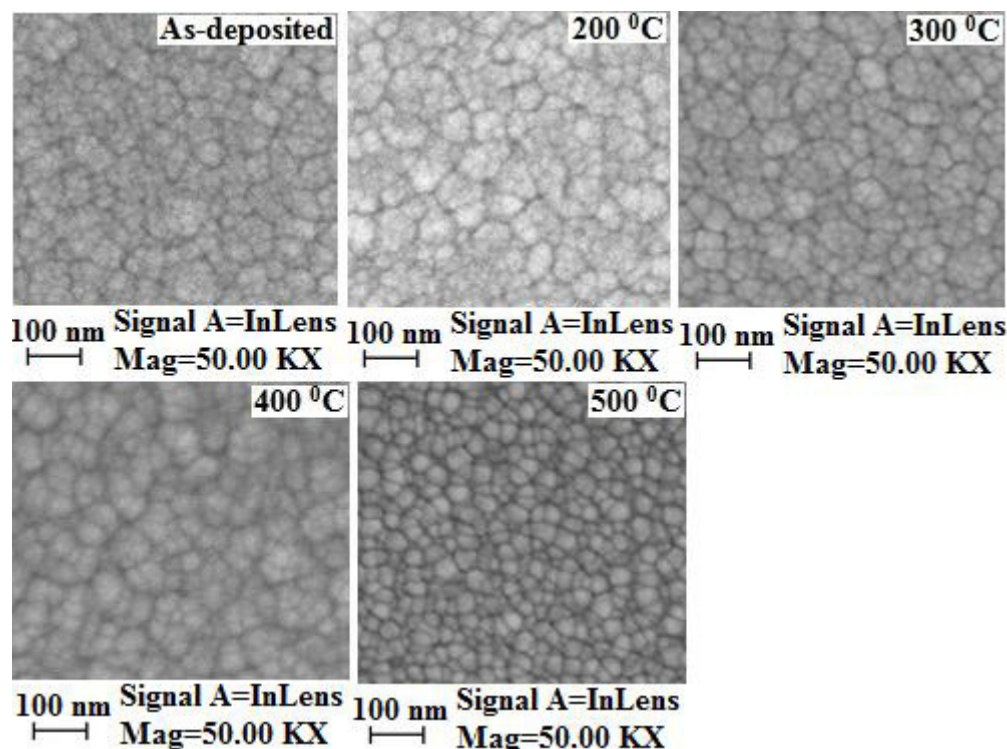 As-deposited
200 ⁰C
300 ⁰C
100 nm Signal A=InLens
Mag=50.00 KX
100 nm Signal A=InLens
Mag=50.00 KX
100 nm Signal A=InLens
Mag=50.00 KX
400 ⁰C
500 ⁰C
100 nm Signal A=InLens
Mag=50.00 KX
100 nm Signal A=InLens
Mag=50.00 KX